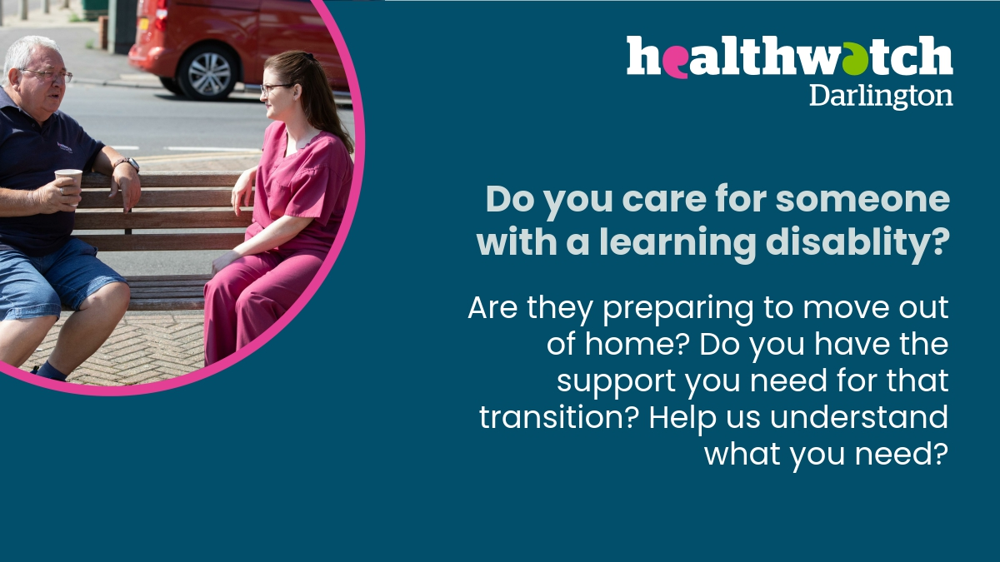 healthwatch
Darlington
Do you care for someone
with a learning disablity?
Are they preparing to move out
of home? Do you have the
support you need for that
transition? Help us understand
what you need?